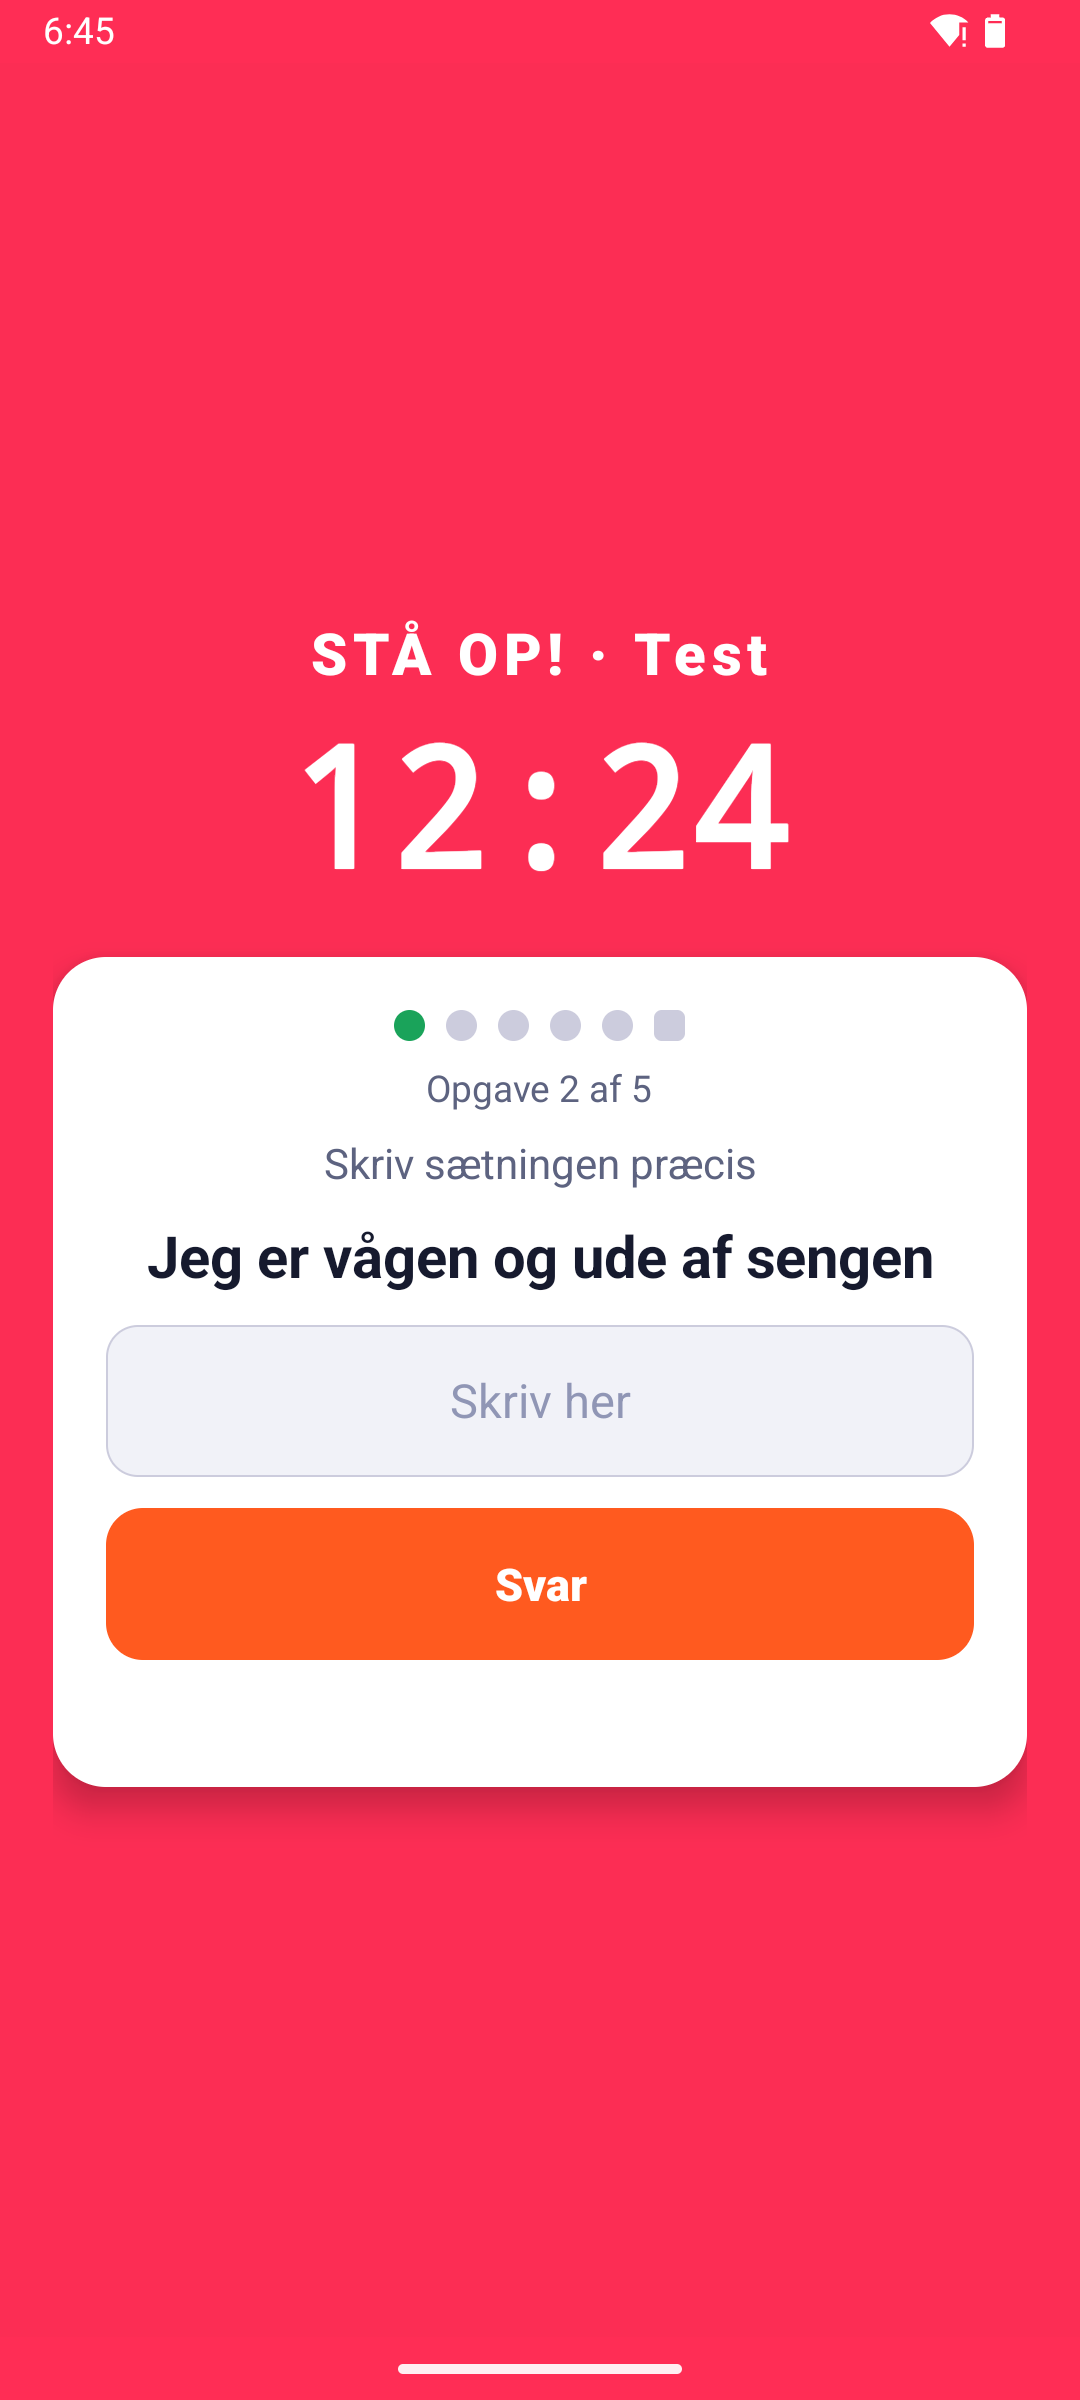 6:45
STÅ OP! · Test
12:24
Opgave 2 af 5
Skriv sætningen præcis
Jeg er vågen og ude af sengen
Skriv her
Svar